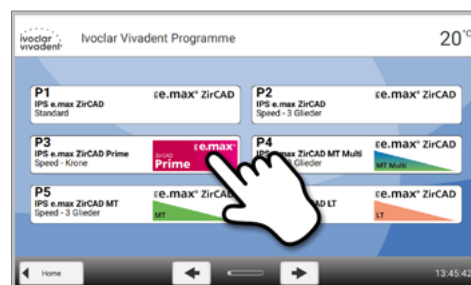 ivoclar
vivadent
Ivoclar Vivadent Programme
20°C
P1
IPS e.max ZirCAD
Standard
e.max® ZirCAD
P2
IPS e.max ZirCAD
Speed - 3 Glieder
e.max® ZirCAD
P3
IPS e.max ZirCAD Prime
Speed - Krone
e.max®
ZirCAD
Prime
P4
e.max ZirCAD MT Multi
Glieder
e.max® ZirCAD
MT Multi
P5
IPS e.max ZirCAD MT
Speed - 3 Glieder
e.max® ZirCAD
MT
CAD LT
e.max® ZirCAD
LT
Home
13:45:42